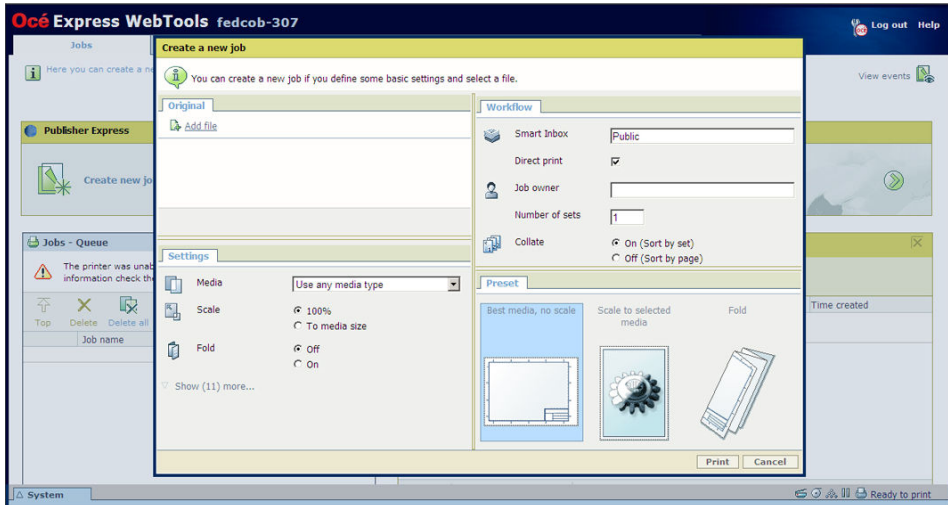 Océ Express WebTools fedcob-307
Log out Help
Jobs
Here you can create a ne
View events
Publisher Express
Create new jo
Jobs - Queue
The printer was unab
information check the
Top Delete Delete all
Job name
Time created
Create a new job
You can create a new job if you define some basic settings and select a file.
Original
Add file
Settings
Media Use any media type
Scale 100%
To media size
Fold Off
On
Show (11) more...
Workflow
Smart Inbox Public
Direct print
Job owner
Number of sets 1
Collate On (Sort by set)
Off (Sort by page)
Preset
Best media, no scale
Scale to selected
media
Fold
Print Cancel
System
Ready to print